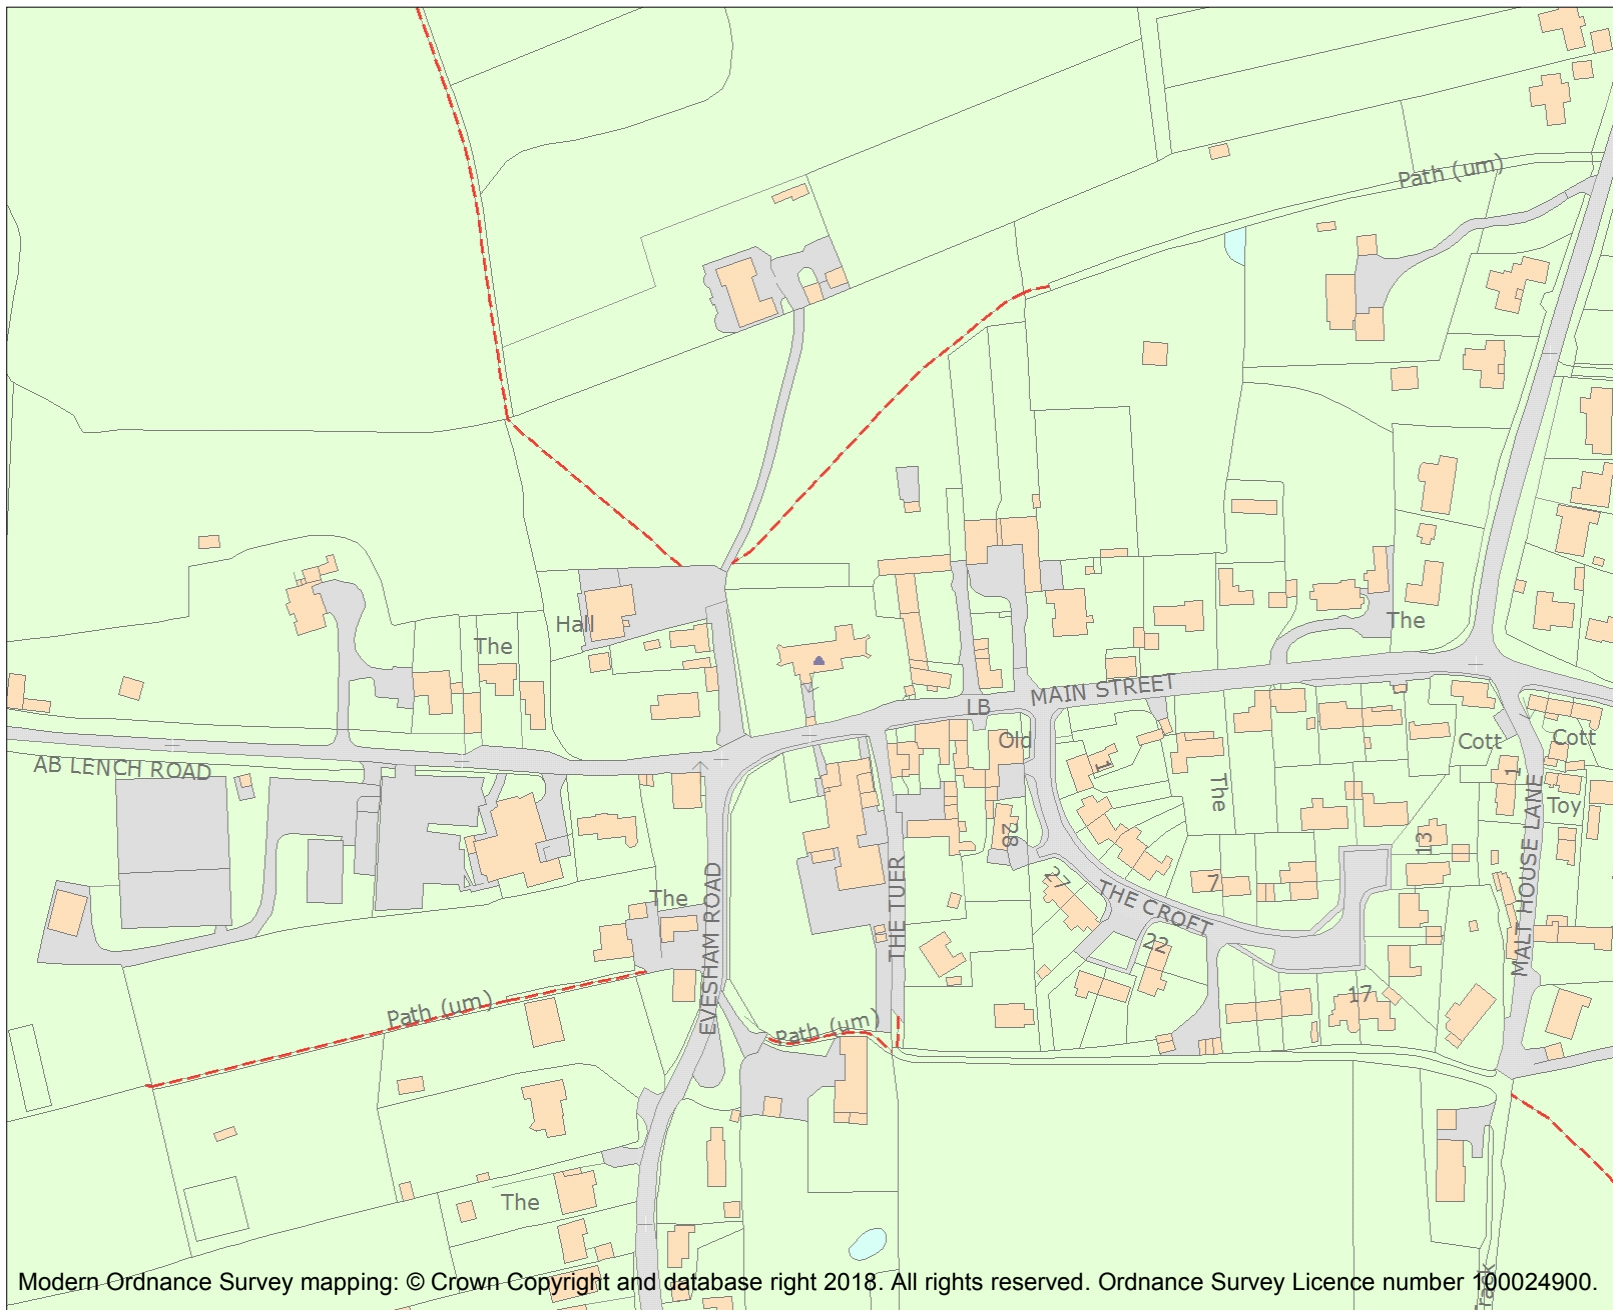 Path (um)
The
Hall
The
MAIN STREET
LB
Old
Cott
Cott
AB LENCH ROAD
1
The
1
Toy
28
13
27
7
THE CROFT
The
EVESHAM ROAD
THE TUER
22
MALT HOUSE LANE
17
Path (um)
Path (um)
The
Track
Modern Ordnance Survey mapping: © Crown Copyright and database right 2018. All rights reserved. Ordnance Survey Licence number 100024900.